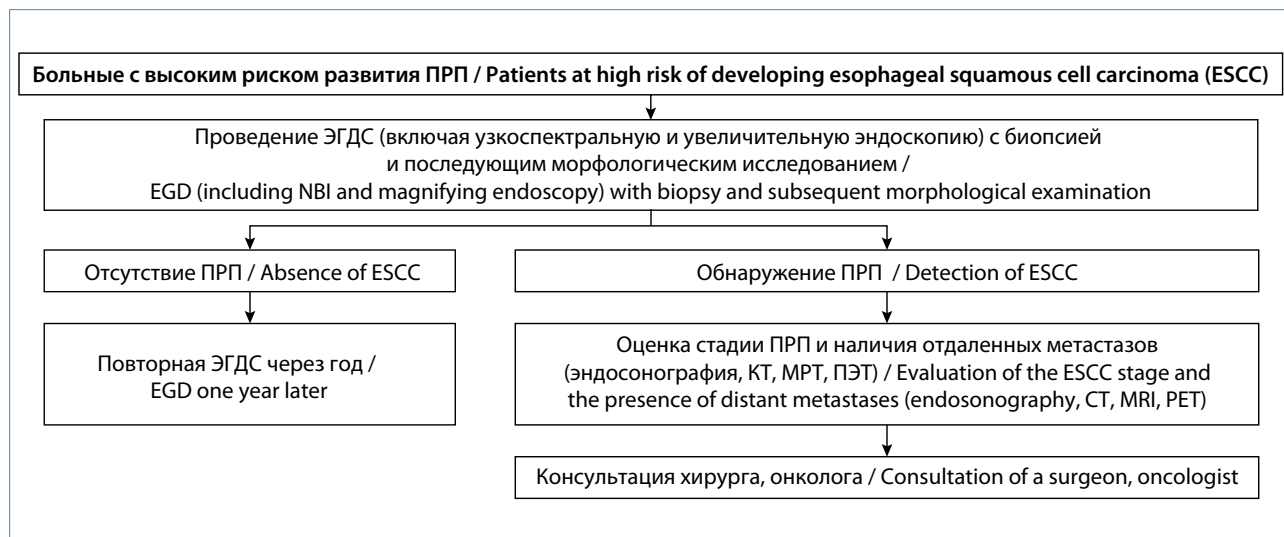 Больные с высоким риском развития ПРП / Patients at high risk of developing esophageal squamous cell carcinoma (ESCC)
Проведение ЭГДС (включая узкоспектральную и увеличительную эндоскопию) с биопсией
и последующим морфологическим исследованием /
EGD (including NBI and magnifying endoscopy) with biopsy and subsequent morphological examination
Отсутствие ПРП / Absence of ESCC
Обнаружение ПРП / Detection of ESCC
Повторная ЭГДС через год /
EGD one year later
Оценка стадии ПРП и наличия отдаленных метастазов
(эндосонография, КТ, МРТ, ПЭТ) / Evaluation of the ESCC stage and
the presence of distant metastases (endosonography, CT, MRI, PET)
Консультация хирурга, онколога / Consultation of a surgeon, oncologist